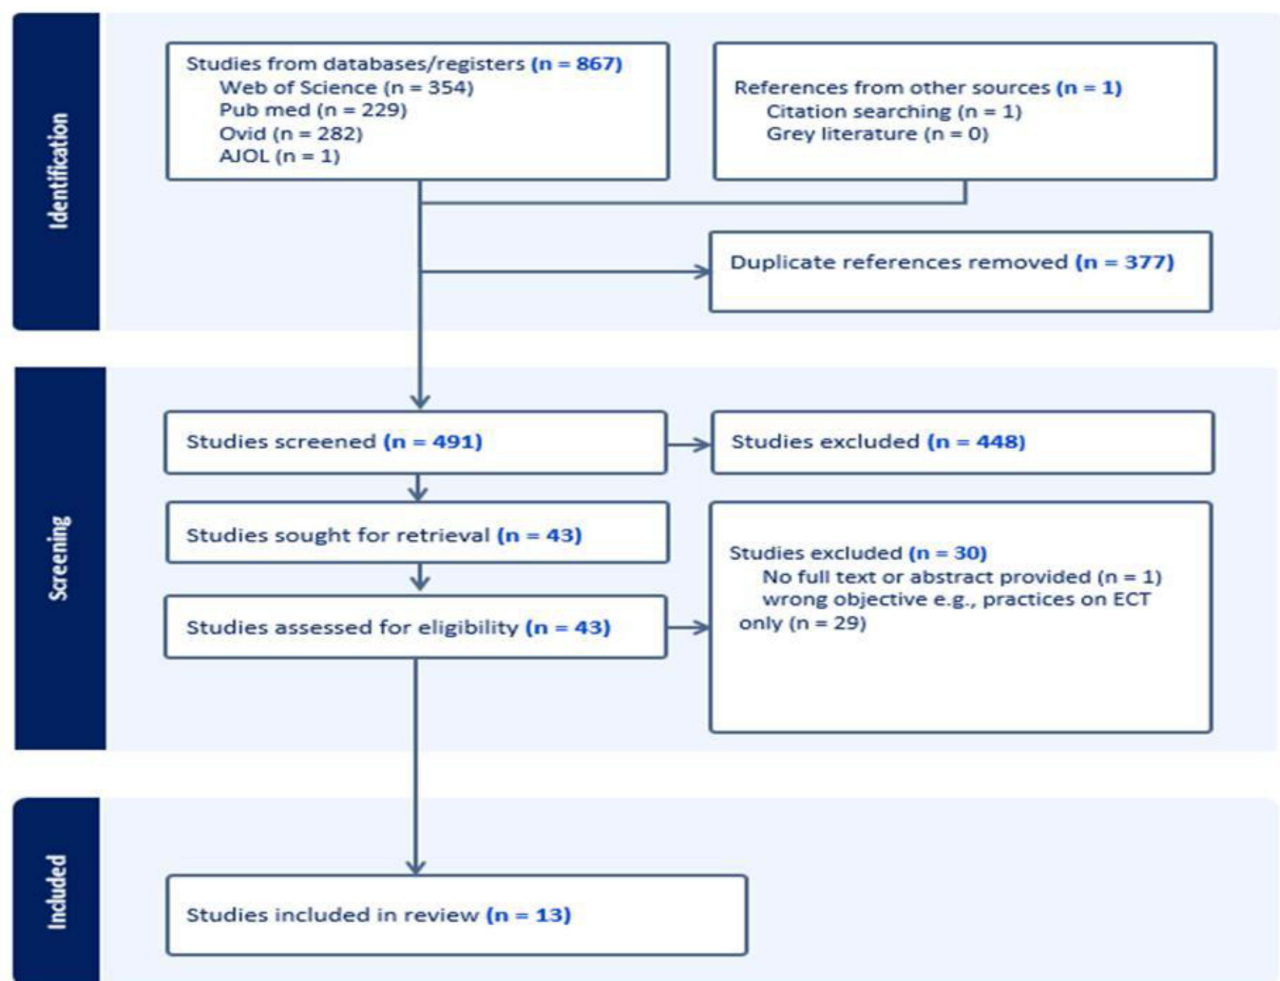 Identification
Studies from databases/registers (n = 867)
Web of Science (n = 354)
Pub med (n = 229)
Ovid (n = 282)
AJOL (n = 1)
References from other sources (n = 1)
Citation searching (n = 1)
Grey literature (n = 0)
Duplicate references removed (n = 377)
Screening
Studies screened (n = 491)
Studies excluded (n = 448)
Studies sought for retrieval (n = 43)
Studies assessed for eligibility (n = 43)
Studies excluded (n = 30)
No full text or abstract provided (n = 1)
wrong objective e.g., practices on ECT
only (n = 29)
Included
Studies included in review (n = 13)